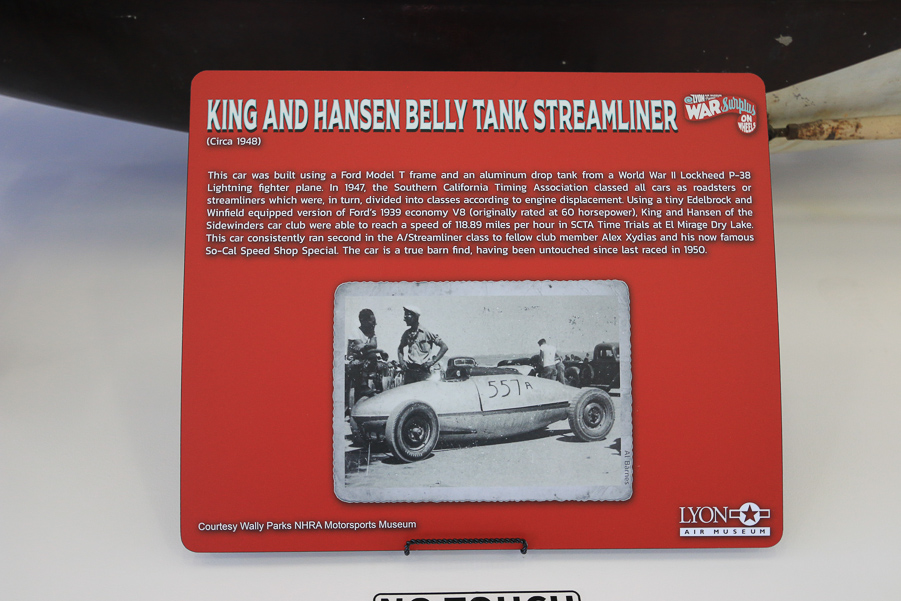 KING AND HANSEN BELLY TANK STREAMLINER
LYON
WAR Surplus
ON
WHEELS
(Circa 1948)
This car was built using a Ford Model T frame and an aluminum drop tank from a World War II Lockheed P-38
Lightning fighter plane. In 1947, the Southern California Timing Association classed all cars as roadsters or
streamliners which were, in turn, divided into classes according to engine displacement. Using a tiny Edelbrock and
Winfield equipped version of Ford's 1939 economy V8 (originally rated at 60 horsepower), King and Hansen of the
Sidewinders car club were able to reach a speed of 118.89 miles per hour in SCTA Time Trials at El Mirage Dry Lake.
This car consistently ran second in the A/Streamliner class to fellow club member Alex Xydias and his now famous
So-Cal Speed Shop Special. The car is a true barn find, having been untouched since last raced in 1950.
557A
Al Barnes
Courtesy Wally Parks NHRA Motorsports Museum
LYON
AIR MUSEUM
NO TOUCH